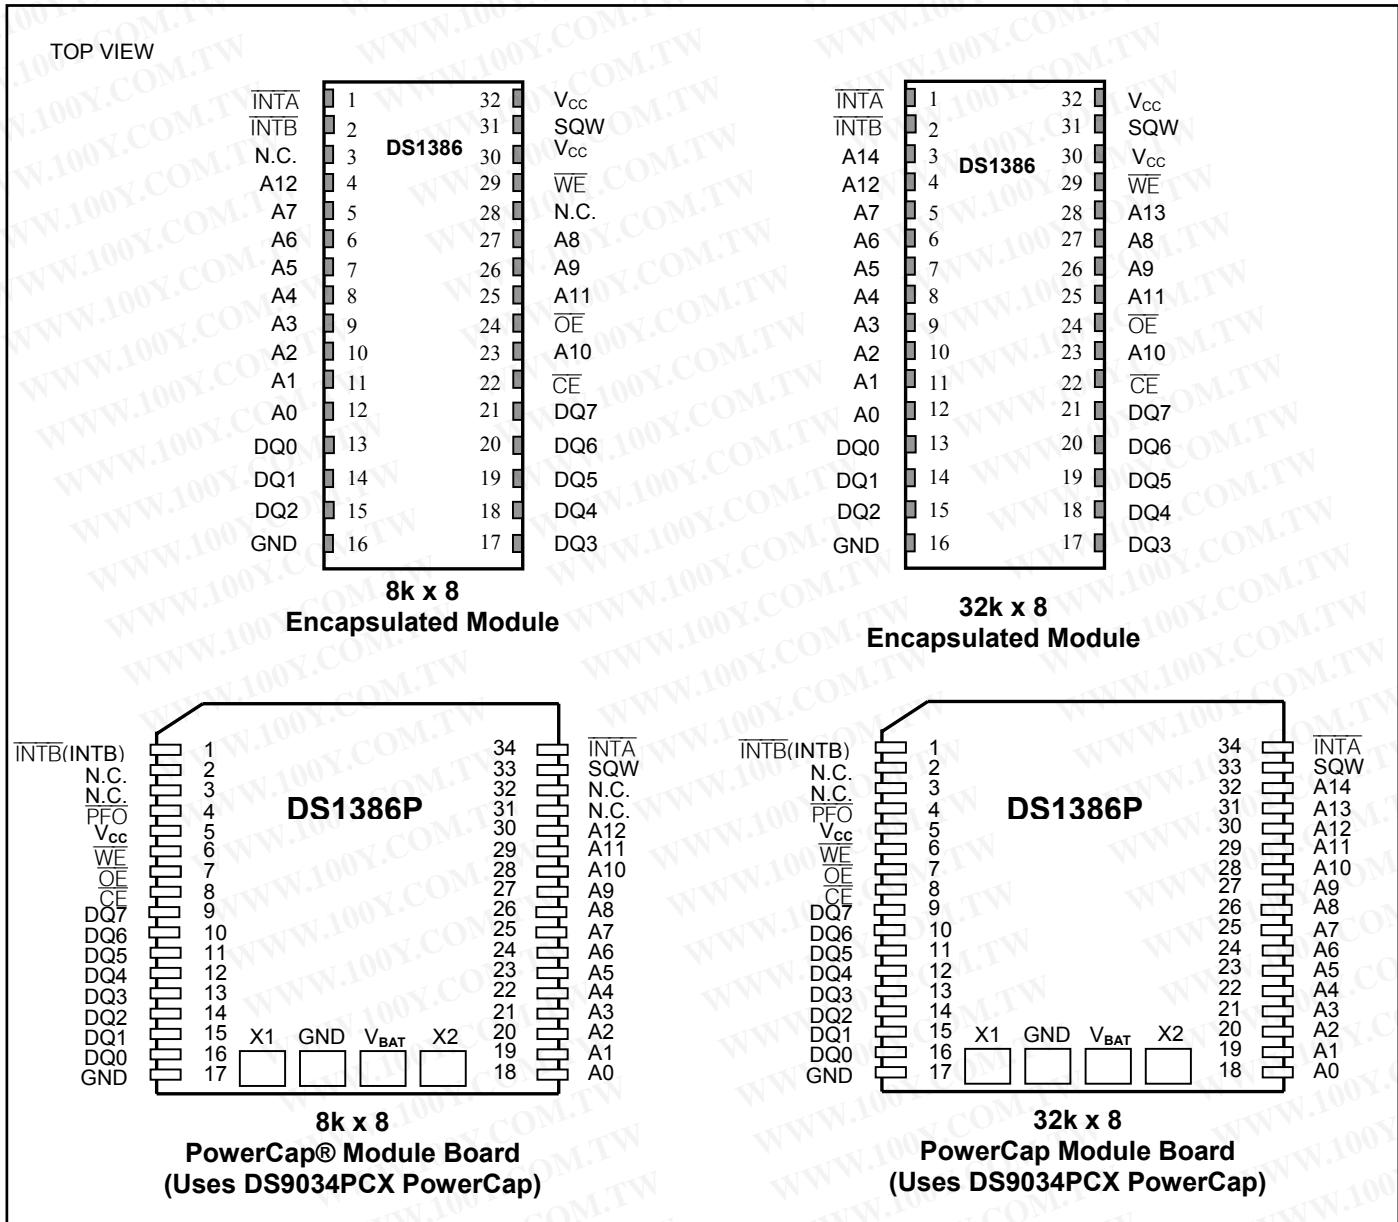 TOP VIEW
INTA 1 32 VCC
INTB 2 DS1386 31 SQW
N.C. 3 30 VCC
A12 4 29 WE
A7 5 28 N.C.
A6 6 27 A8
A5 7 26 A9
A4 8 25 A11
A3 9 24 OE
A2 10 23 A10
A1 11 22 CE
A0 12 21 DQ7
DQ0 13 20 DQ6
DQ1 14 19 DQ5
DQ2 15 18 DQ4
GND 16 17 DQ3
8k x 8
Encapsulated Module
INTA 1 32 VCC
INTB 2 31 SQW
A14 3 DS1386 30 VCC
A12 4 29 WE
A7 5 28 A13
A6 6 27 A8
A5 7 26 A9
A4 8 25 A11
A3 9 24 OE
A2 10 23 A10
A1 11 22 CE
A0 12 21 DQ7
DQ0 13 20 DQ6
DQ1 14 19 DQ5
DQ2 15 18 DQ4
GND 16 17 DQ3
32k x 8
Encapsulated Module
INTB(INTB) 1 34 INTA
N.C. 2 33 SQW
N.C. 3 32 N.C.
PFO 4 DS1386P 31 N.C.
Vcc 5 30 A12
WE 6 29 A11
OE 7 28 A10
CE 8 27 A9
DQ7 9 26 A8
DQ6 10 25 A7
DQ5 11 24 A6
DQ4 12 23 A5
DQ3 13 22 A4
DQ2 14 21 A3
DQ1 15 20 A2
DQ0 16 19 A1
GND 17 18 A0
X1 GND VBAT X2
8k x 8
PowerCap® Module Board
(Uses DS9034PCX PowerCap)
INTB(INTB) 1 34 INTA
N.C. 2 33 SQW
N.C. 3 32 A14
PFO 4 DS1386P 31 A13
Vcc 5 30 A12
WE 6 29 A11
OE 7 28 A10
CE 8 27 A9
DQ7 9 26 A8
DQ6 10 25 A7
DQ5 11 24 A6
DQ4 12 23 A5
DQ3 13 22 A4
DQ2 14 21 A3
DQ1 15 20 A2
DQ0 16 19 A1
GND 17 18 A0
X1 GND VBAT X2
32k x 8
PowerCap Module Board
(Uses DS9034PCX PowerCap)
WWW.100Y.COM.TW